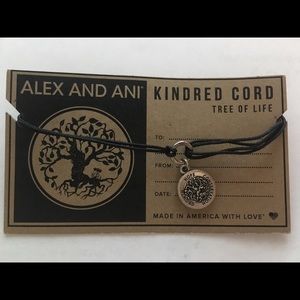 ALEX AND ANI®
KINDRED CORD
TREE OF LIFE
TO:
FROM:
DATE:
MADE IN AMERICA WITH LOVE®